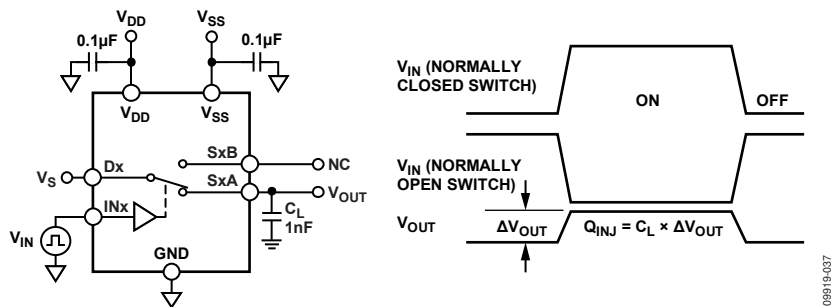 VDD
VSS
0.1µF
0.1µF
VDD
VSS
SxB
NC
VS
Dx
SxA
VOUT
INx
CL
1nF
VIN
GND
VIN (NORMALLY
CLOSED SWITCH)
ON
OFF
VIN (NORMALLY
OPEN SWITCH)
VOUT
ΔVOUT
QINJ = CL × ΔVOUT
09919-037